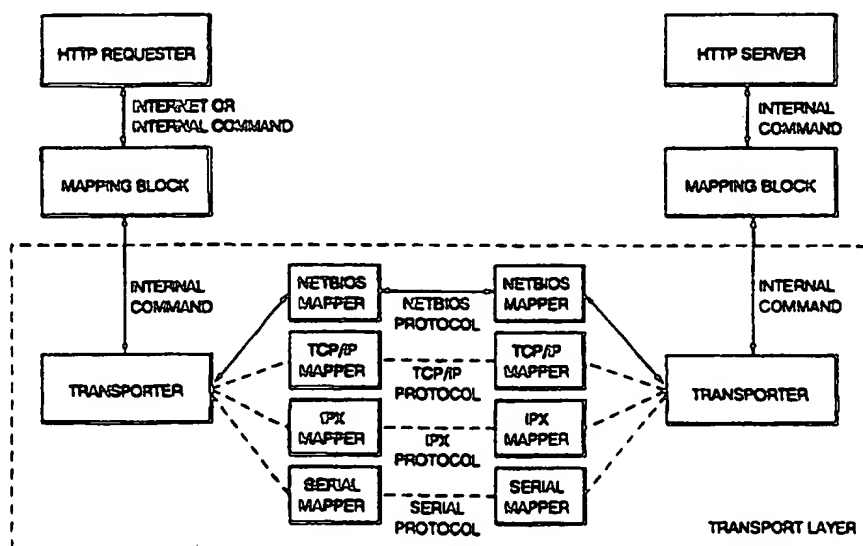 HTTP REQUESTER
HTTP SERVER
INTERNET OR
INTERNAL COMMAND
INTERNAL
COMMAND
MAPPING BLOCK
MAPPING BLOCK
INTERNAL
COMMAND
NETBIOS
MAPPER
NETBIOS
PROTOCOL
NETBIOS
MAPPER
INTERNAL
COMMAND
TRANSPORTER
TCP/IP
MAPPER
TCP/IP
PROTOCOL
TCP/IP
MAPPER
TRANSPORTER
IPX
MAPPER
IPX
PROTOCOL
IPX
MAPPER
SERIAL
MAPPER
SERIAL
PROTOCOL
SERIAL
MAPPER
TRANSPORT LAYER